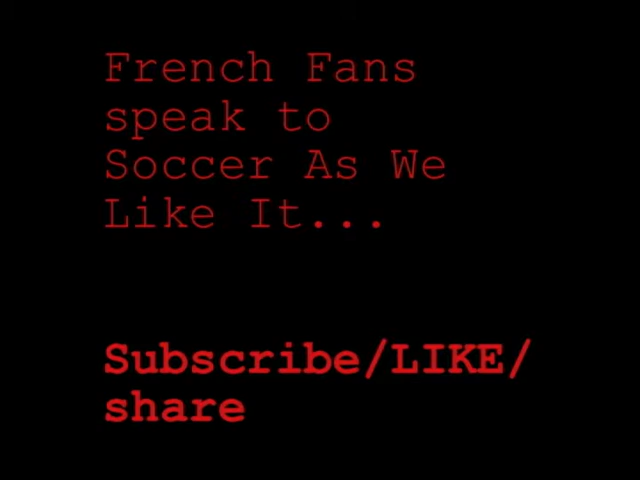 French Fans
speak to
Soccer As We
Like It...
Subscribe/LIKE/
share